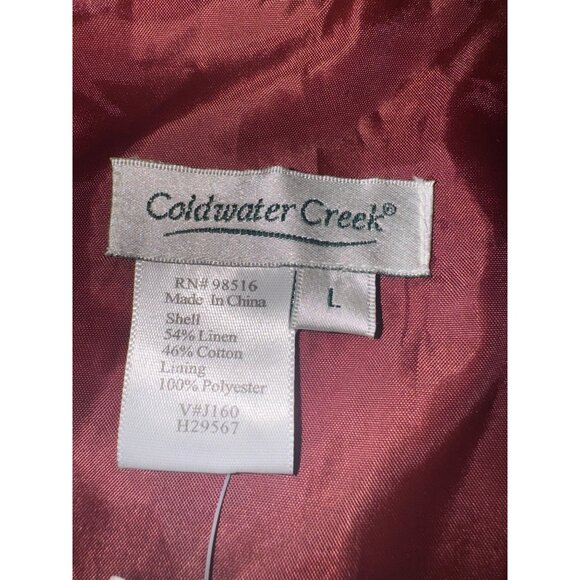 Coldwater Creek®
L
RN# 98516
Made In China
Shell
54% Linen
46% Cotton
Lining
100% Polyester
V#J160
H29567